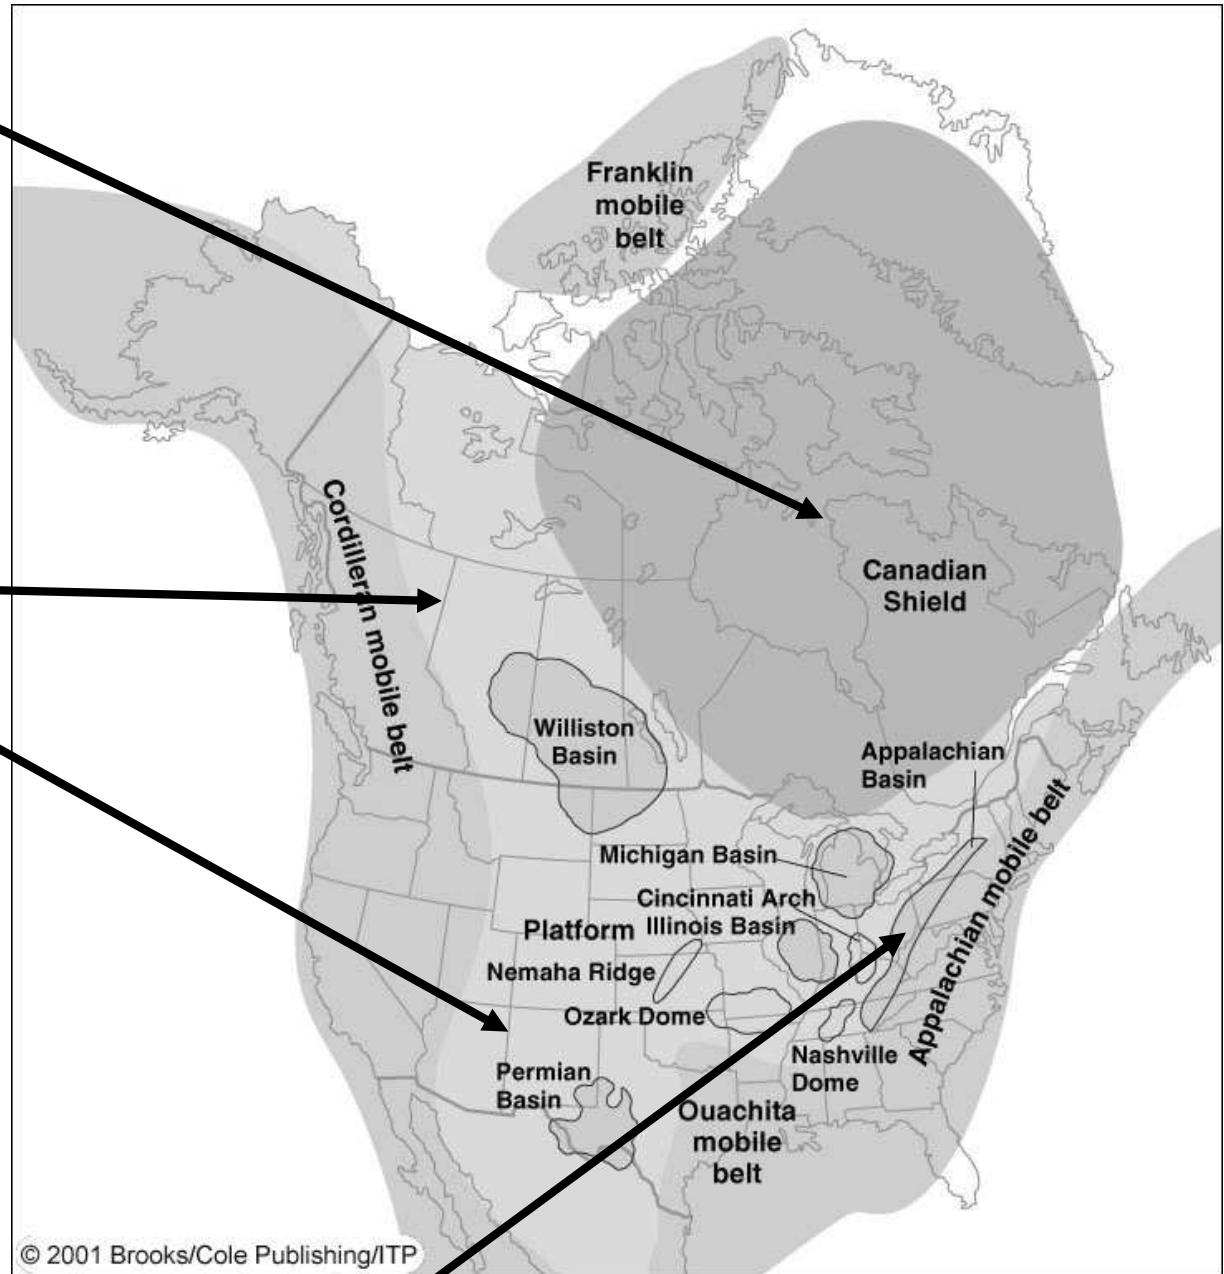 Franklin
mobile
belt
Cordilleran mobile belt
Canadian
Shield
Williston
Basin
Appalachian
Basin
Appalachian mobile belt
Michigan Basin
Cincinnati Arch
Illinois Basin
Platform
Nemaha Ridge
Ozark Dome
Nashville
Dome
Permian
Basin
Ouachita
mobile
belt
© 2001 Brooks/Cole Publishing/ITP